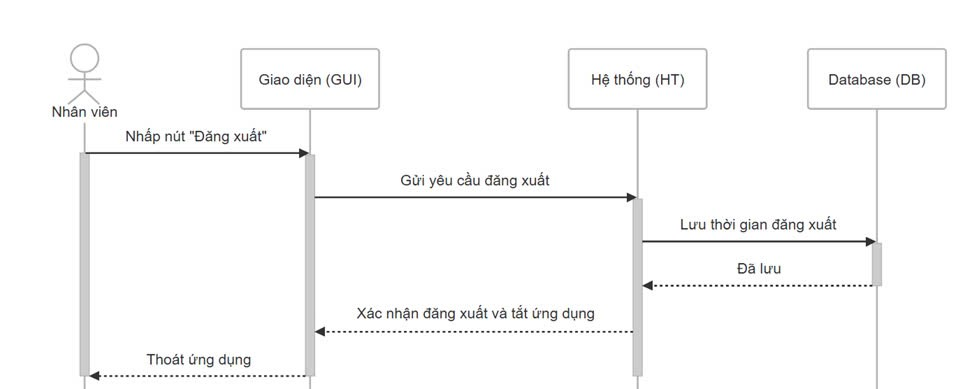 Giao diện (GUI)
Hệ thống (HT)
Database (DB)
Nhân viên
Nhấp nút "Đăng xuất"
Gửi yêu cầu đăng xuất
Lưu thời gian đăng xuất
Đã lưu
Xác nhận đăng xuất và tắt ứng dụng
Thoát ứng dụng